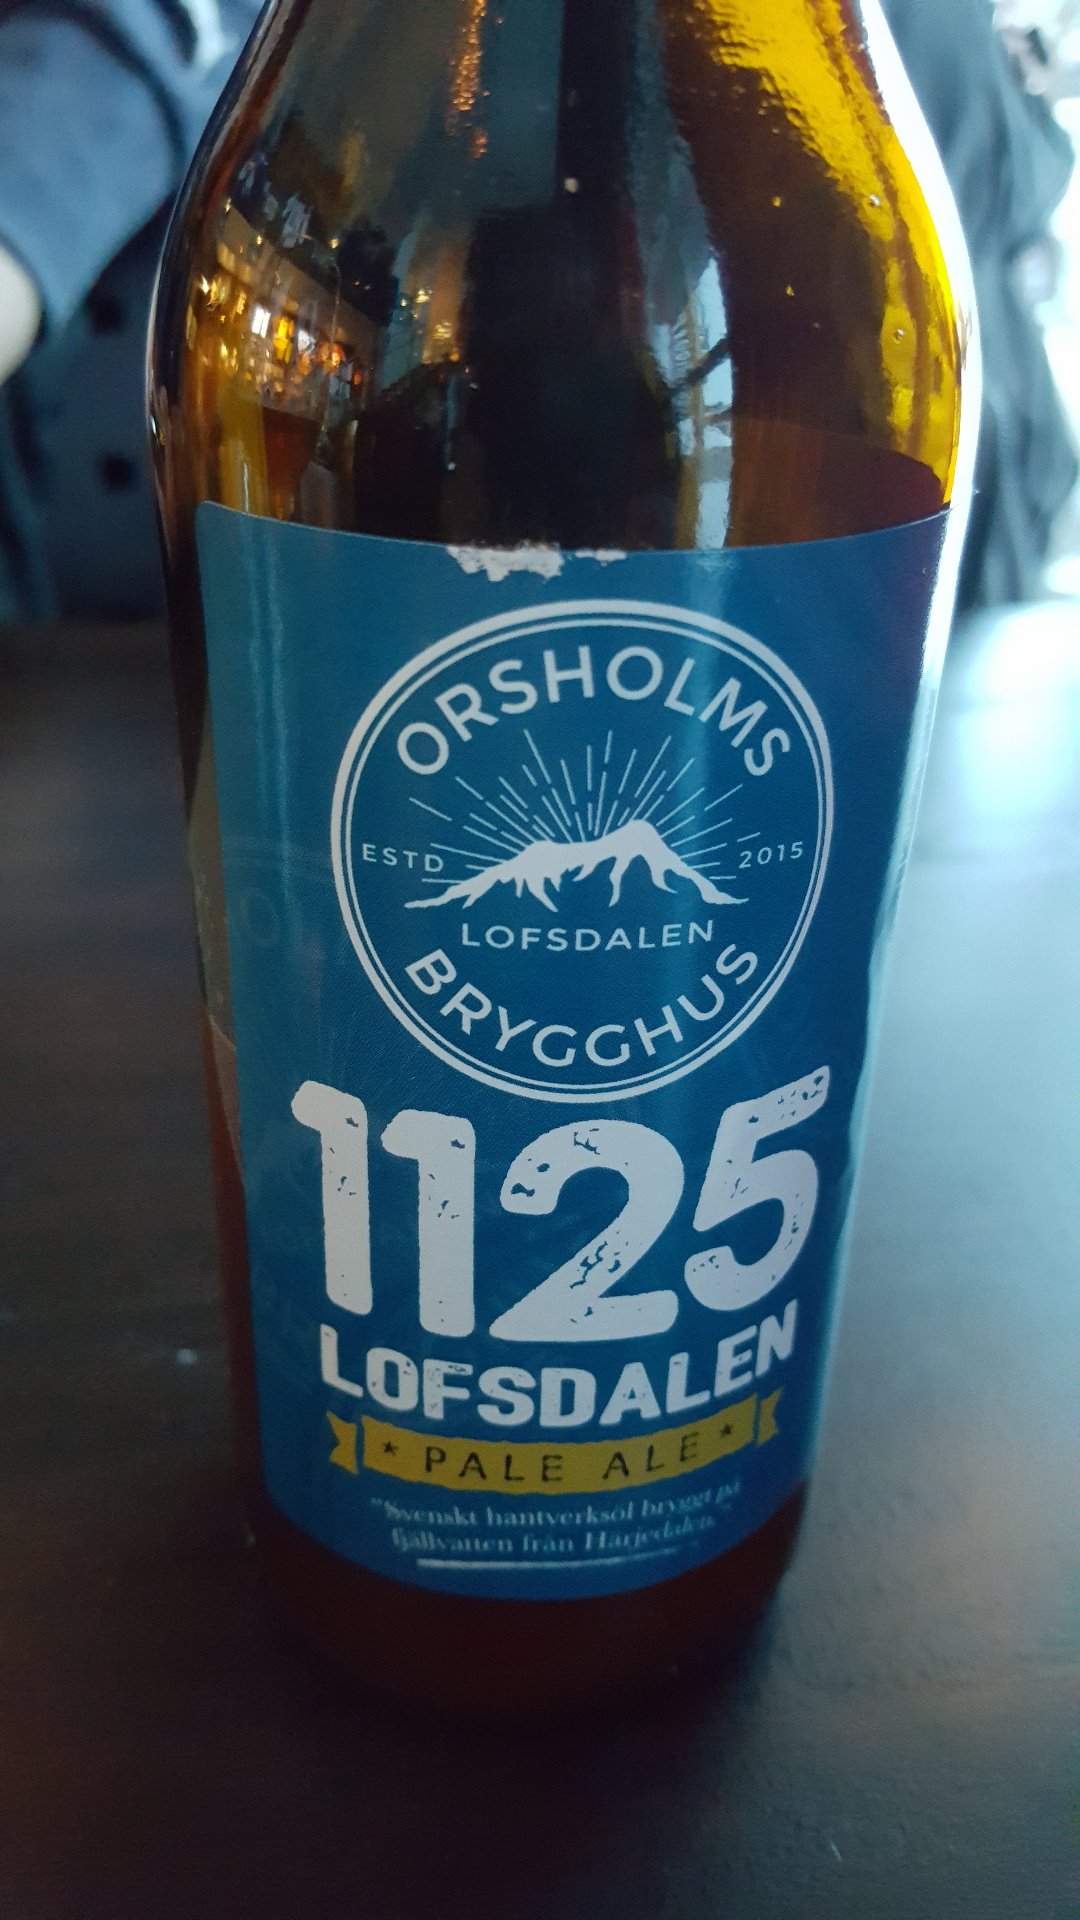 ORSHOLMS
ESTD 2015
LOFSDALEN
BRYGGHUS
1125
LOFSDALEN
* PALE ALE *
"Svenskt hantverksöl bryggt på
fjällvatten från Härjedalen."